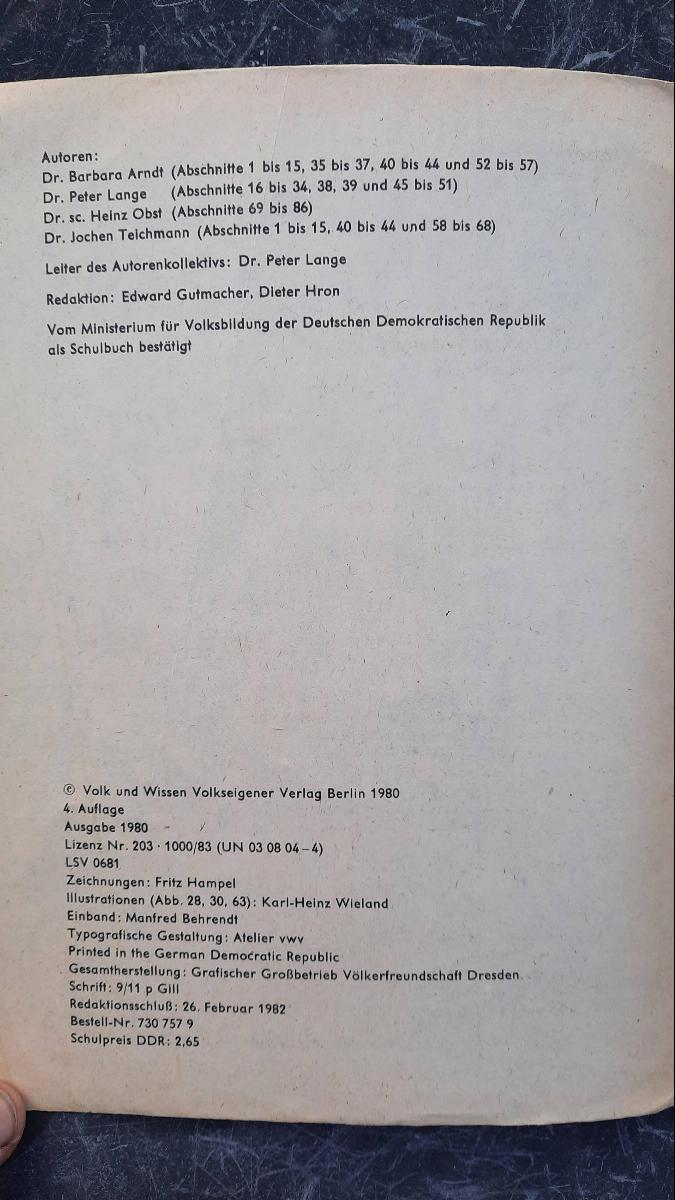 Autoren:
Dr. Barbara Arndt (Abschnitte 1 bis 15, 35 bis 37, 40 bis 44 und 52 bis 57)
Dr. Peter Lange (Abschnitte 16 bis 34, 38, 39 und 45 bis 51)
Dr. sc. Heinz Obst (Abschnitte 69 bis 86)
Dr. Jochen Teichmann (Abschnitte 1 bis 15, 40 bis 44 und 58 bis 68)
Leiter des Autorenkollektivs: Dr. Peter Lange
Redaktion: Edward Gutmacher, Dieter Hron
Vom Ministerium für Volksbildung der Deutschen Demokratischen Republik
als Schulbuch bestätigt
© Volk und Wissen Volkseigener Verlag Berlin 1980
4. Auflage
Ausgabe 1980
Lizenz Nr. 203 · 1000/83 (UN 03 08 04–4)
LSV 0681
Zeichnungen: Fritz Hampel
Illustrationen (Abb. 28, 30, 63): Karl-Heinz Wieland
Einband: Manfred Behrendt
Typografische Gestaltung: Atelier vwv
Printed in the German Democratic Republic
Gesamtherstellung: Grafischer Großbetrieb Völkerfreundschaft Dresden
Schrift: 9/11 p Gill
Redaktionsschluß: 26. Februar 1982
Bestell-Nr. 730 757 9
Schulpreis DDR: 2,65